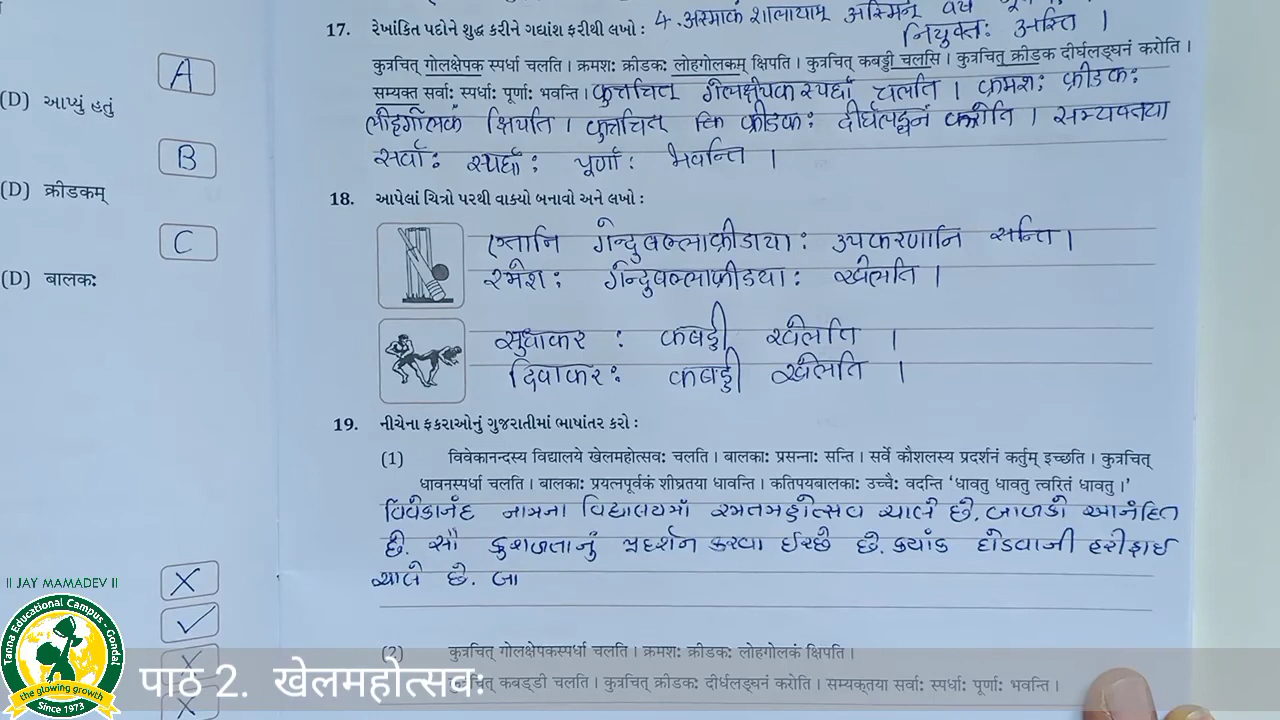 4. अस्माकं शालायाम् अस्मिन् वर्षे
नियुक्तः अस्ति ।
17. રેખાંકિત પદોને શુદ્ધ કરીને ગદ્યાંશ ફરીથી લખો :
कुत्रचित् गोलक्षेपक स्पर्धा चलति । क्रमशः क्रीडकः लोहगोलकम् क्षिपति । कुत्रचित् कबड्डी चलसि । कुत्रचित् क्रीडक दीर्घलङ्घनं करोति ।
सम्यक्त सर्वाः स्पर्धाः पूर्णाः भवन्ति । कुत्रचित् गोलक्षेपक स्पर्धा चलति । क्रमशः क्रीडकः
लोहगोलकं क्षिपति । कुत्रचित् क्रीडकः दीर्घलङ्घनं करोति । सम्यक्तया
सर्वाः स्पर्धाः पूर्णाः भवन्ति ।
18. આપેલાં ચિત્રો પરથી વાક્યો બનાવો અને લખો :
एतानि गेन्दुबल्लाक्रीडायाः उपकरणानि सन्ति ।
रमेशः गेन्दुबल्लाक्रीडयाः खेलति ।
सुधाकर : कबड्डी खेलति ।
दिवाकरः कबड्डी खेलति ।
19. નીચેના ફકરાઓનું ગુજરાતીમાં ભાષાંતર કરો :
(1) विवेकानन्दस्य विद्यालये खेलमहोत्सवः चलति । बालकाः प्रसन्नाः सन्ति । सर्वे कौशलस्य प्रदर्शनं कर्तुम् इच्छति । कुत्रचित्
धावनस्पर्धा चलति । बालकाः प्रयत्नपूर्वकं शीघ्रतया धावन्ति । कतिपयबालकाः उच्चैः वदन्ति ‘धावतु धावतु त्वरितं धावतु ।’
વિવેકાનંદ નામના વિદ્યાલયમાં રમતમહોત્સવ ચાલે છે. બાળકો આનંદિત
છે. સૌ કુશળતાનું પ્રદર્શન કરવા ઈચ્છે છે. ક્યાંક દોડવાની હરીફાઈ
ચાલે છે. બા
(2) कुत्रचित् गोलक्षेपकस्पर्धा चलति । क्रमशः क्रीडकः लोहगोलकं क्षिपति ।
कुत्रचित् कबड्डी चलति । कुत्रचित् क्रीडकः दीर्घलङ्घनं करोति । सम्यक्तया सर्वाः स्पर्धाः पूर्णाः भवन्ति ।
A
(D) આપ્યું હતું
B
(D) क्रीडकम्
C
(D) बालकः
X
✓
X
X
॥ JAY MAMADEV ॥
Tanna Educational Campus - Gondal
the growing growth
Since 1973
पाठ 2. खेलमहोत्सवः